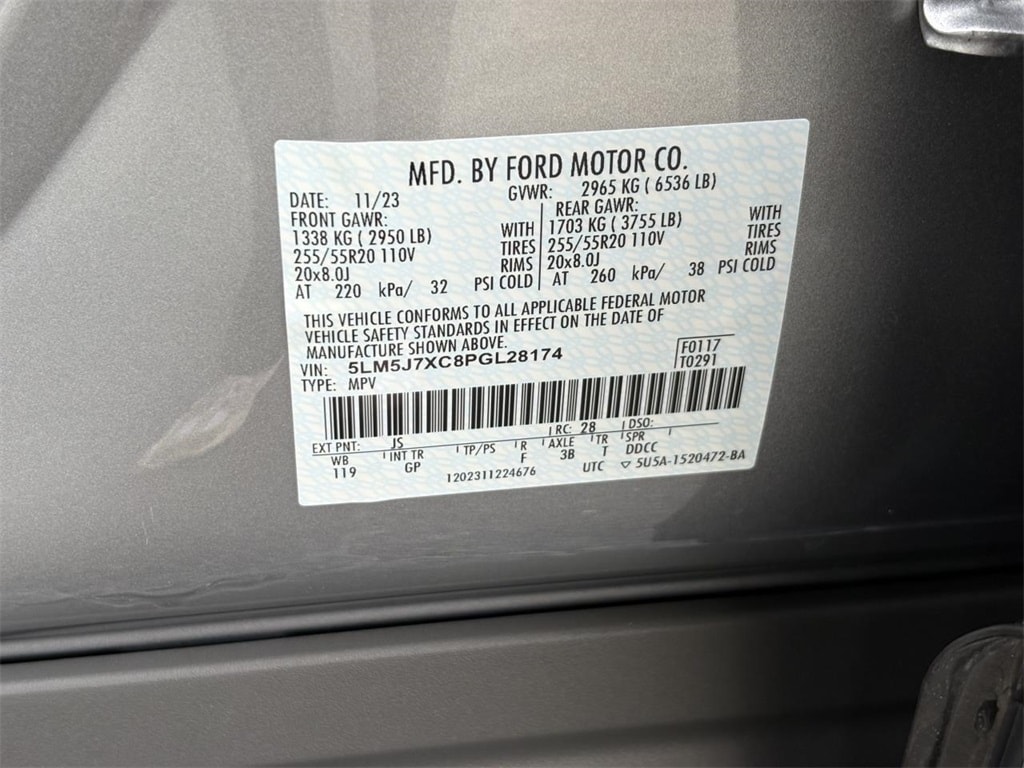 MFD. BY FORD MOTOR CO.
DATE: 11/23 GVWR: 2965 KG ( 6536 LB)
FRONT GAWR: REAR GAWR:
1338 KG ( 2950 LB) WITH 1703 KG ( 3755 LB) WITH
255/55R20 110V TIRES 255/55R20 110V TIRES
20x8.0J RIMS 20x8.0J RIMS
AT 220 kPa/ 32 PSI COLD AT 260 kPa/ 38 PSI COLD
THIS VEHICLE CONFORMS TO ALL APPLICABLE FEDERAL MOTOR
VEHICLE SAFETY STANDARDS IN EFFECT ON THE DATE OF
MANUFACTURE SHOWN ABOVE.
VIN: 5LM5J7XC8PGL28174 F0117
TYPE: MPV T0291
EXT PNT: JS RC: 28 DSO:
WB INT TR TP/PS R AXLE TR SPR
119 GP F 3B T DDCC
1202311224676 UTC ▽ 5U5A-1520472-BA